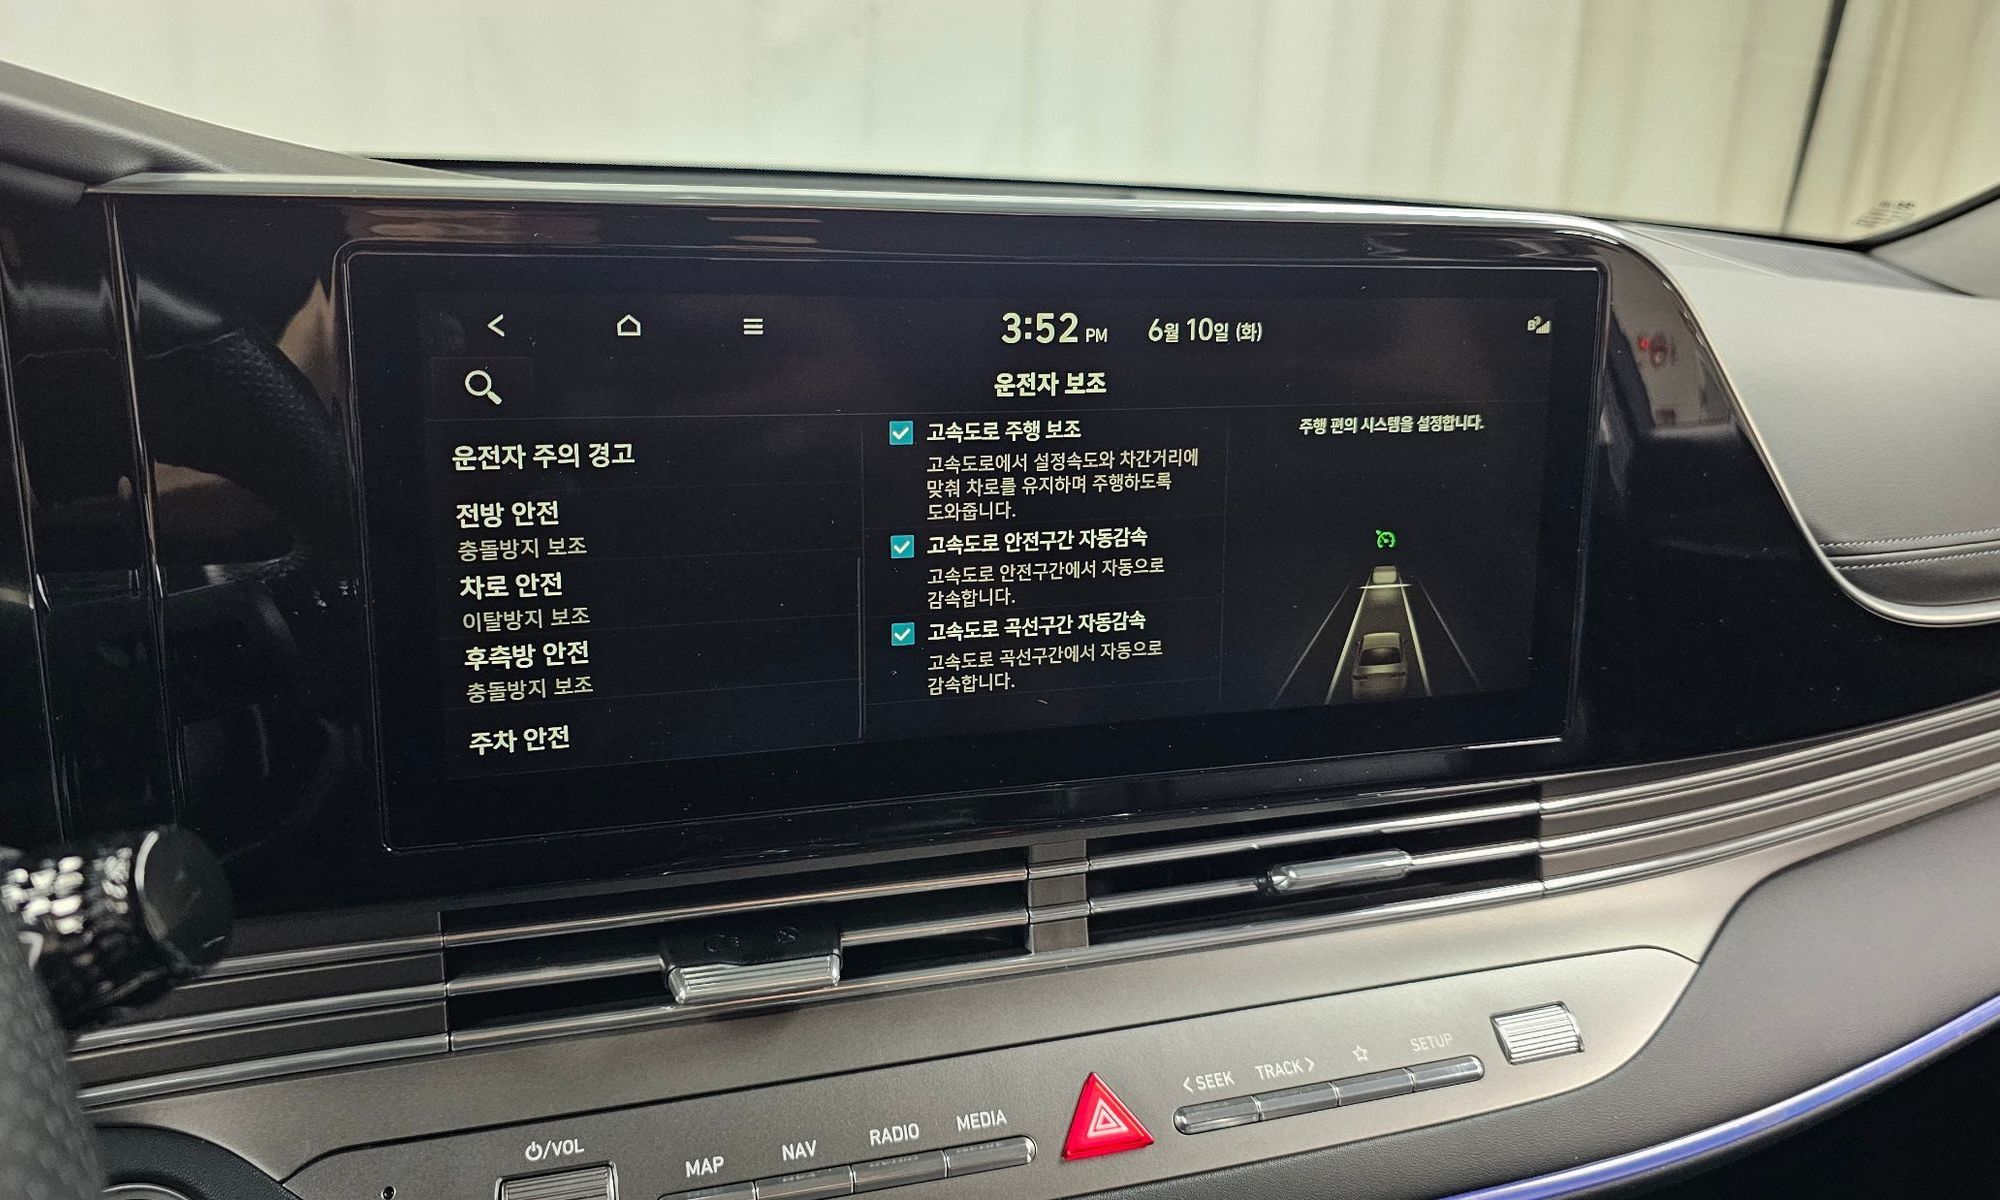 3:52 PM 6월 10일 (화)
운전자 보조
운전자 주의 경고
전방 안전
충돌방지 보조
차로 안전
이탈방지 보조
후측방 안전
충돌방지 보조
주차 안전
고속도로 주행 보조
고속도로에서 설정속도와 차간거리에
맞춰 차로를 유지하며 주행하도록
도와줍니다.
고속도로 안전구간 자동감속
고속도로 안전구간에서 자동으로
감속합니다.
고속도로 곡선구간 자동감속
고속도로 곡선구간에서 자동으로
감속합니다.
주행 편의 시스템을 설정합니다.
/VOL
MAP
NAV
RADIO
MEDIA
< SEEK
TRACK >
SETUP